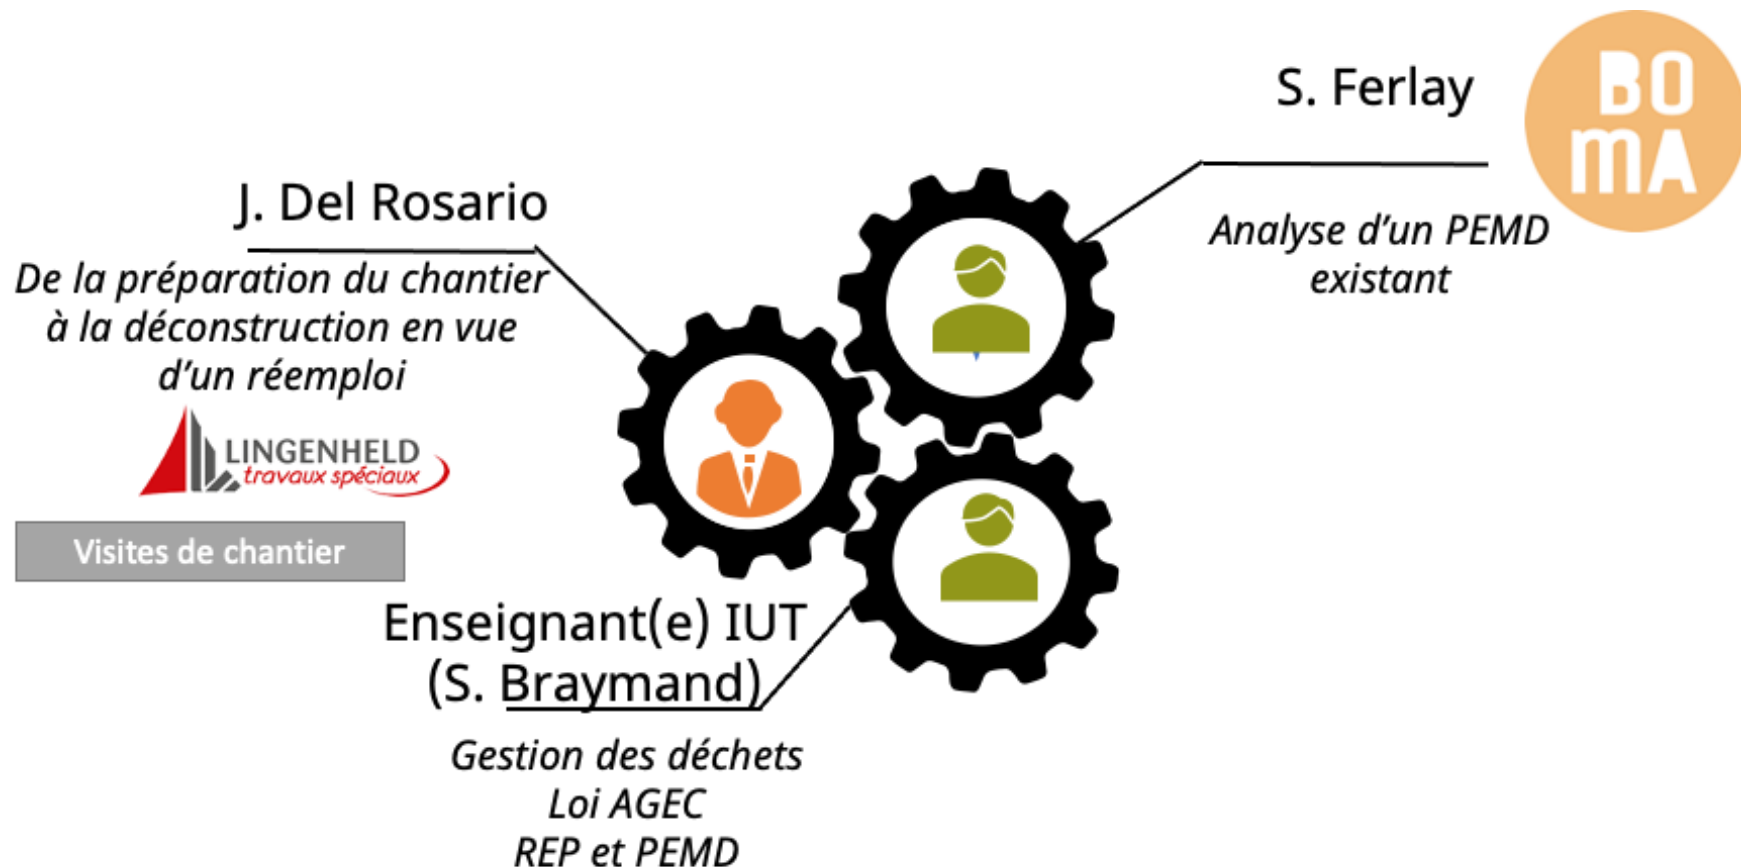 S. Ferlay
BO
MA
Analyse d'un PEMD
existant
J. Del Rosario
De la préparation du chantier
à la déconstruction en vue
d'un réemploi
LINGENHELD
travaux spéciaux
Visites de chantier
Enseignant(e) IUT
(S. Braymand)
Gestion des déchets
Loi AGEC
REP et PEMD